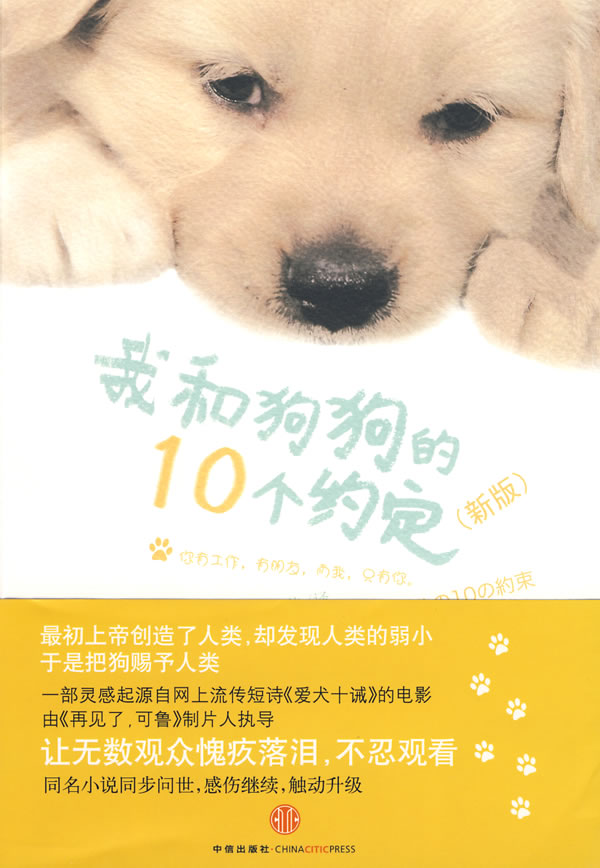 我和狗狗的
10个约定
(新版)
你有工作，有朋友，而我，只有你。
の10の約束
最初上帝创造了人类，却发现人类的弱小
于是把狗赐予人类
一部灵感起源自网上流传短诗《爱犬十诫》的电影
由《再见了，可鲁》制片人执导
让无数观众愧疚落泪，不忍观看
同名小说同步问世，感伤继续，触动升级
中信出版社·CHINACITICPRESS